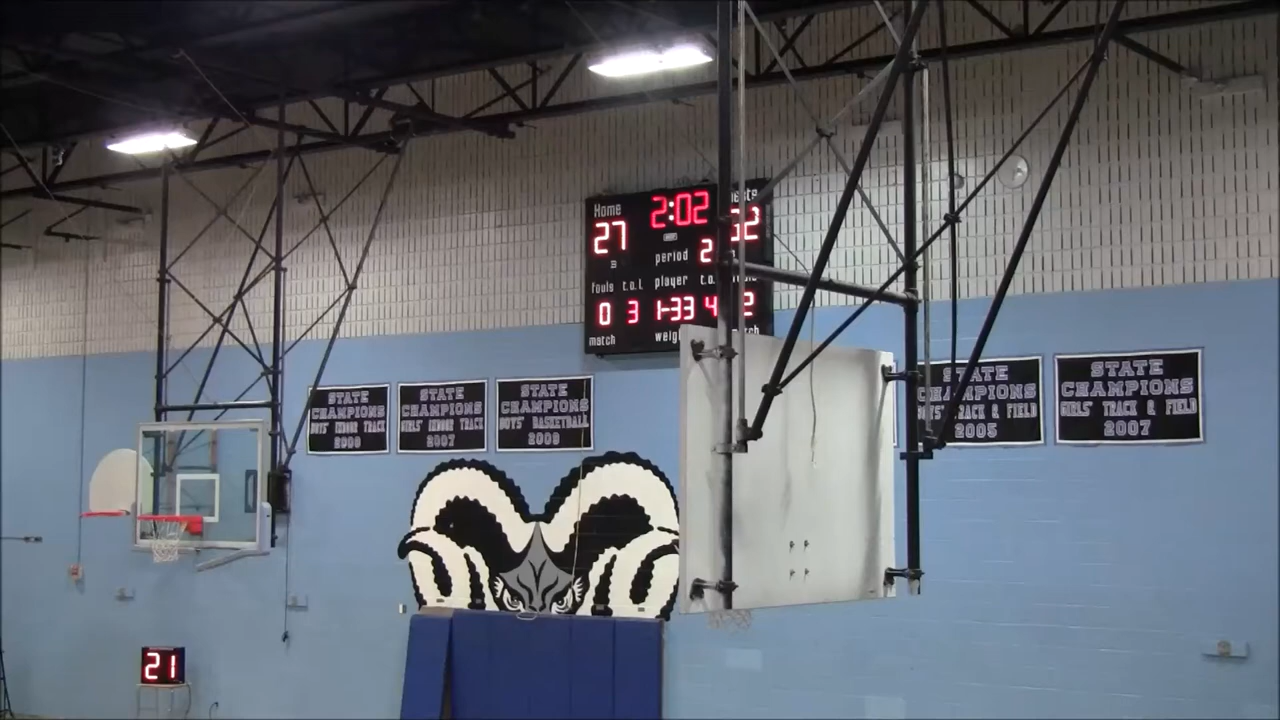 Home 2:02
27
period 2
fouls t.o.l player
0 3 1-33 4 2
match
STATE
CHAMPIONS
BOYS' INDOOR TRACK
STATE
CHAMPIONS
GIRLS' INDOOR TRACK
2007
STATE
CHAMPIONS
BOYS' BASKETBALL
2009
STATE
CHAMPIONS
BOYS' TRACK & FIELD
2005
STATE
CHAMPIONS
GIRLS' TRACK & FIELD
2007
21